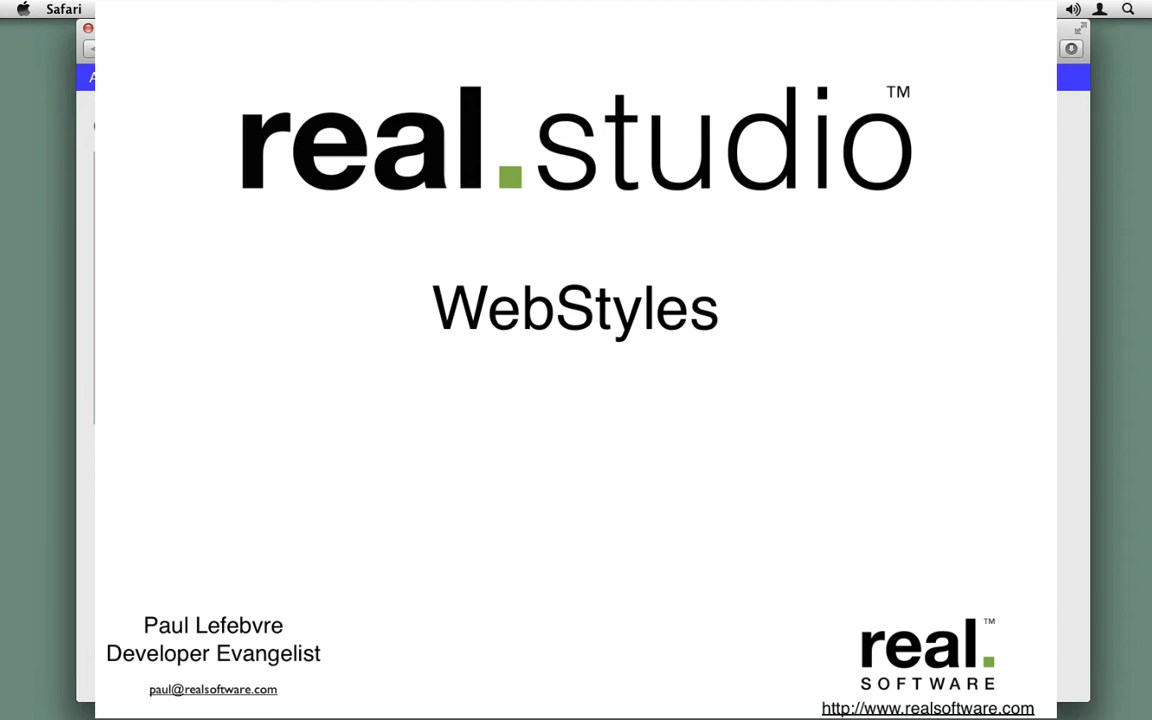 Safari
A
real.studio™
WebStyles
Paul Lefebvre
Developer Evangelist
paul@realsoftware.com
real.™
SOFTWARE
http://www.realsoftware.com